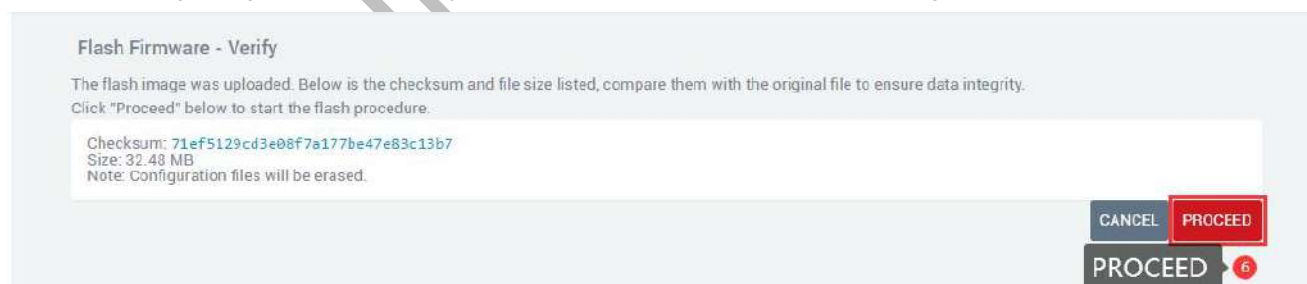 Flash Firmware - Verify
The flash image was uploaded. Below is the checksum and file size listed, compare them with the original file to ensure data integrity.
Click "Proceed" below to start the flash procedure.
Checksum: 71ef5129cd3e08f7a177be47e83c13b7
Size: 32.48 MB
Note: Configuration files will be erased.
CANCEL PROCEED
PROCEED 6